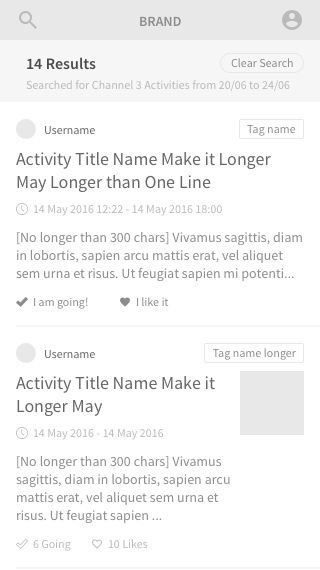 BRAND
14 Results
Clear Search
Searched for Channel 3 Activities from 20/06 to 24/06
Username
Tag name
Activity Title Name Make it Longer
May Longer than One Line
14 May 2016 12:22 - 14 May 2016 18:00
[No longer than 300 chars] Vivamus sagittis, diam
in lobortis, sapien arcu mattis erat, vel aliquet
sem urna et risus. Ut feugiat sapien mi potenti...
I am going!
I like it
Username
Tag name longer
Activity Title Name Make it
Longer May
14 May 2016 - 14 May 2016
[No longer than 300 chars] Vivamus
sagittis, diam in lobortis, sapien arcu
mattis erat, vel aliquet sem urna et
risus. Ut feugiat sapien ...
6 Going
10 Likes